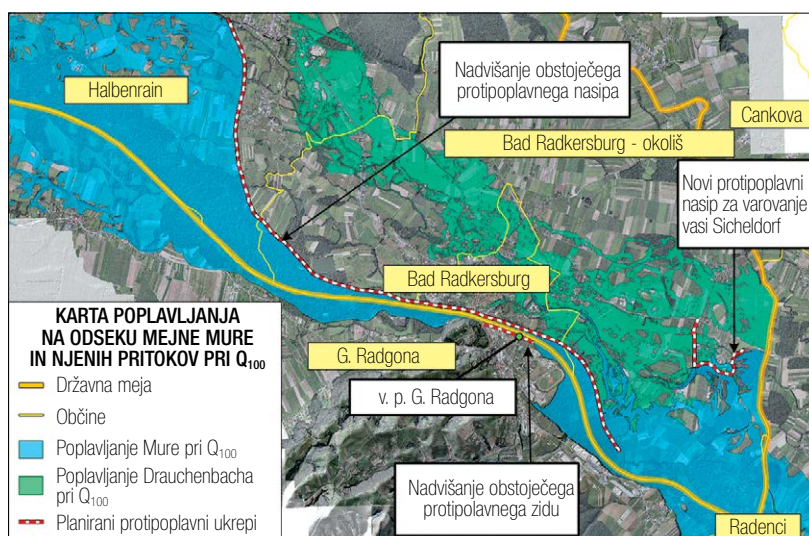 Halbenrain
Nadvišanje obstoječega
protipoplavnega nasipa
Cankova
Bad Radkersburg - okoliš
Novi protipoplavni
nasip za varovanje
vasi Sicheldorf
Bad Radkersburg
G. Radgona
v. p. G. Radgona
Nadvišanje obstoječega
protipolavnega zidu
Radenci
KARTA POPLAVLJANJA
NA ODSEKU MEJNE MURE
IN NJENIH PRITOKOV PRI Q₁₀₀
Državna meja
Občine
Poplavljanje Mure pri Q₁₀₀
Poplavljanje Drauchenbacha
pri Q₁₀₀
Planirani protipoplavni ukrepi